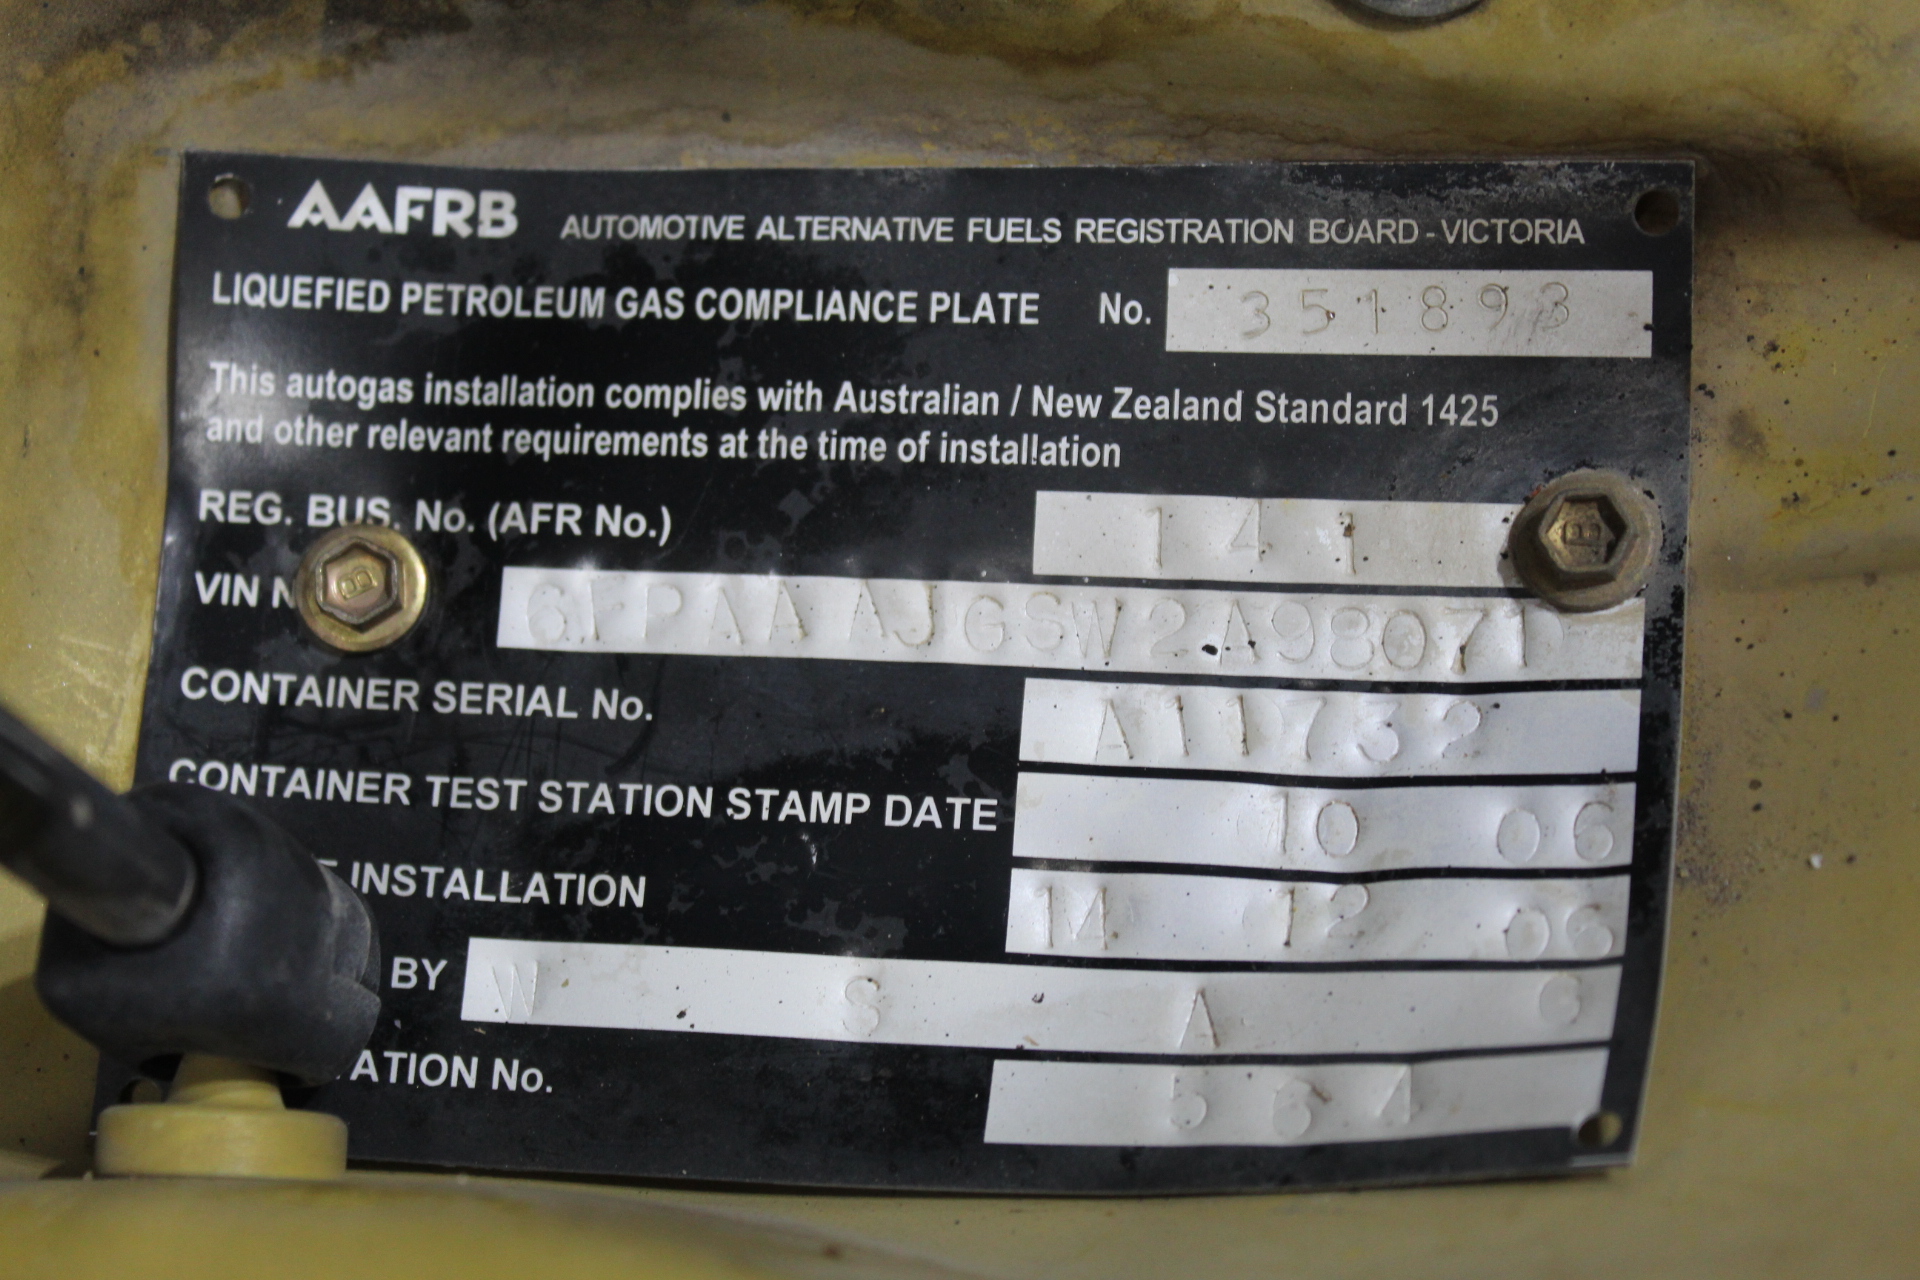 AAFRB AUTOMOTIVE ALTERNATIVE FUELS REGISTRATION BOARD - VICTORIA
LIQUEFIED PETROLEUM GAS COMPLIANCE PLATE No. 351893
This autogas installation complies with Australian / New Zealand Standard 1425
and other relevant requirements at the time of installation
REG. BUS. No. (AFR No.) 141
VIN N 6FPAAAJGSW2A98071
CONTAINER SERIAL No. A11732
CONTAINER TEST STATION STAMP DATE 10 06
INSTALLATION 14 12 06
BY W S A G
ATION No. 564
B
B